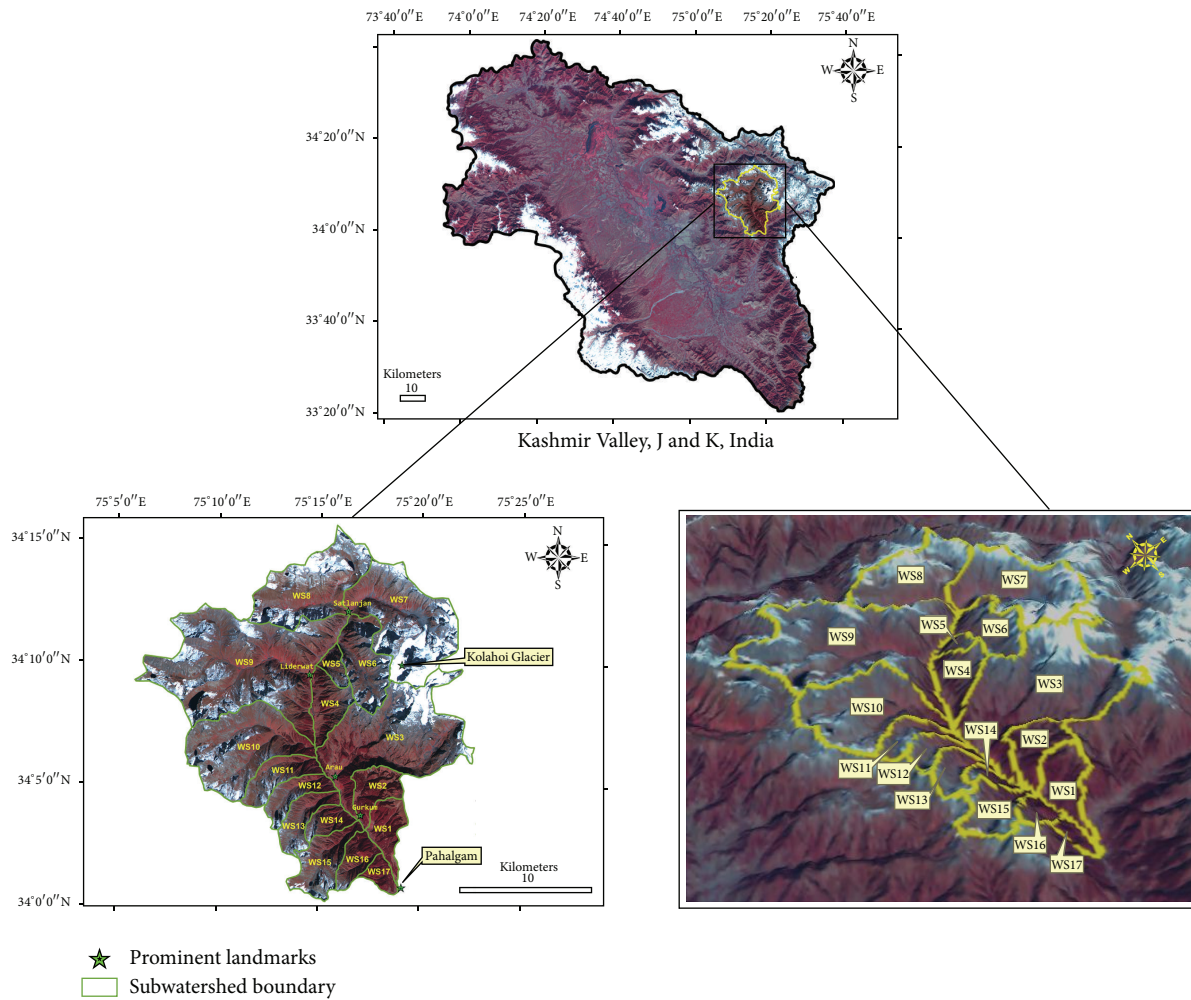 73°40′0″E 74°0′0″E 74°20′0″E 74°40′0″E 75°0′0″E 75°20′0″E 75°40′0″E
N
W E
S
34°20′0″N
34°0′0″N
33°40′0″N
33°20′0″N
Kilometers
10
Kashmir Valley, J and K, India
75°5′0″E 75°10′0″E 75°15′0″E 75°20′0″E 75°25′0″E
34°15′0″N
34°10′0″N
34°5′0″N
34°0′0″N
N
W E
S
WS8
WS7
Satlanjan
WS9
Liderwat
WS5
WS6
Kolahoi Glacier
WS4
WS3
WS10
WS11
Arau
WS12
WS2
Gurkum
WS13
WS14
WS1
WS15
WS16
WS17
Pahalgam
Kilometers
10
N E
W S
WS8
WS7
WS5
WS6
WS9
WS4
WS3
WS10
WS14
WS2
WS11
WS12
WS13
WS1
WS15
WS16
WS17
Prominent landmarks
Subwatershed boundary